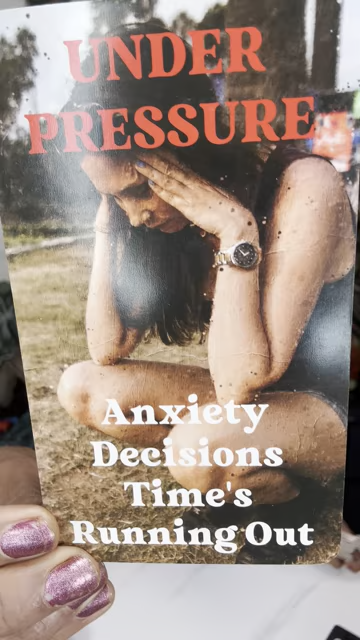 UNDER
PRESSURE
Anxiety
Decisions
Time's
Running Out